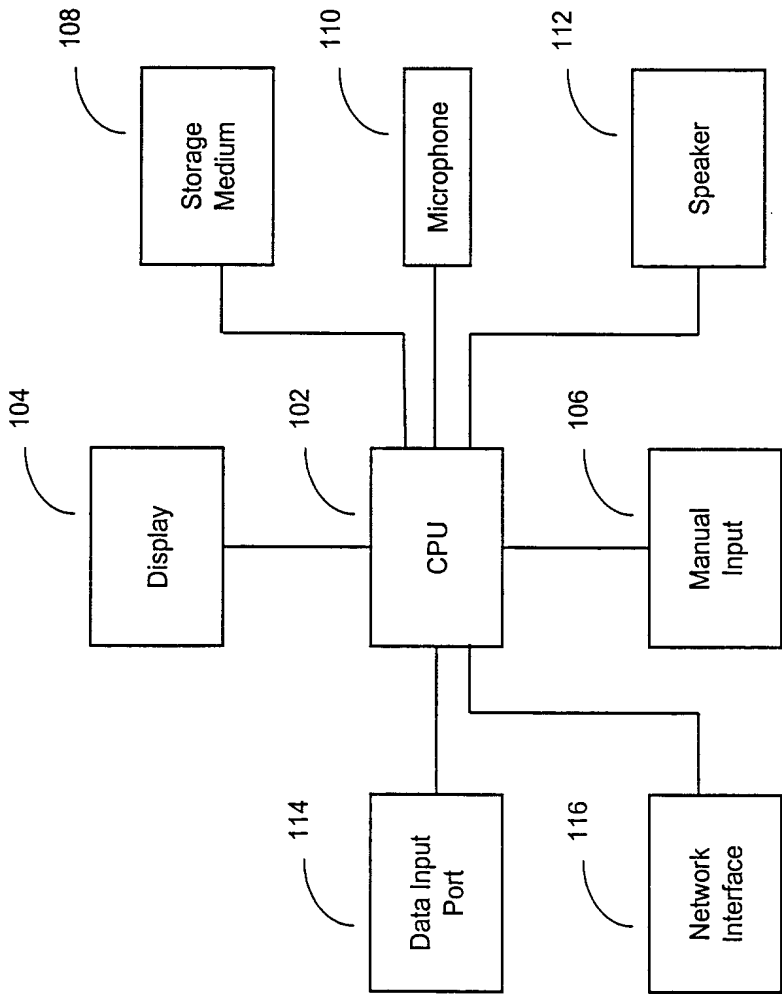 104
108
Display
Storage
Medium
114
102
110
Data Input
Port
CPU
Microphone
116
106
112
Network
Interface
Manual
Input
Speaker